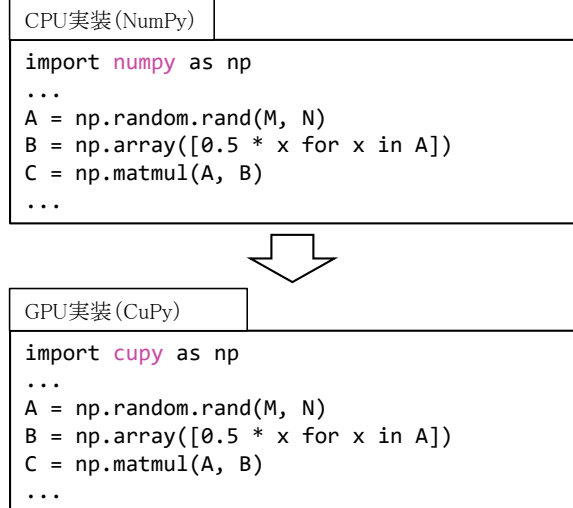 CPU実装(NumPy)
import numpy as np
...
A = np.random.rand(M, N)
B = np.array([0.5 * x for x in A])
C = np.matmul(A, B)
...
GPU実装(CuPy)
import cupy as np
...
A = np.random.rand(M, N)
B = np.array([0.5 * x for x in A])
C = np.matmul(A, B)
...